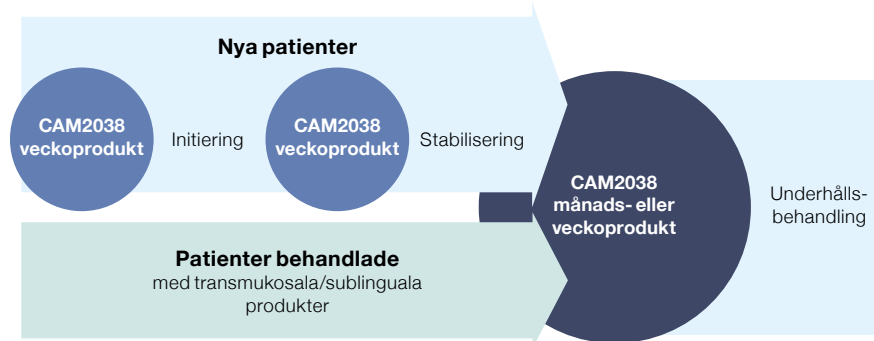 Nya patienter
CAM2038
veckoprodukt
Initiering
CAM2038
veckoprodukt
Stabilisering
CAM2038
månads- eller
veckoprodukt
Underhålls-
behandling
Patienter behandlade
med transmukosala/sublinguala
produkter